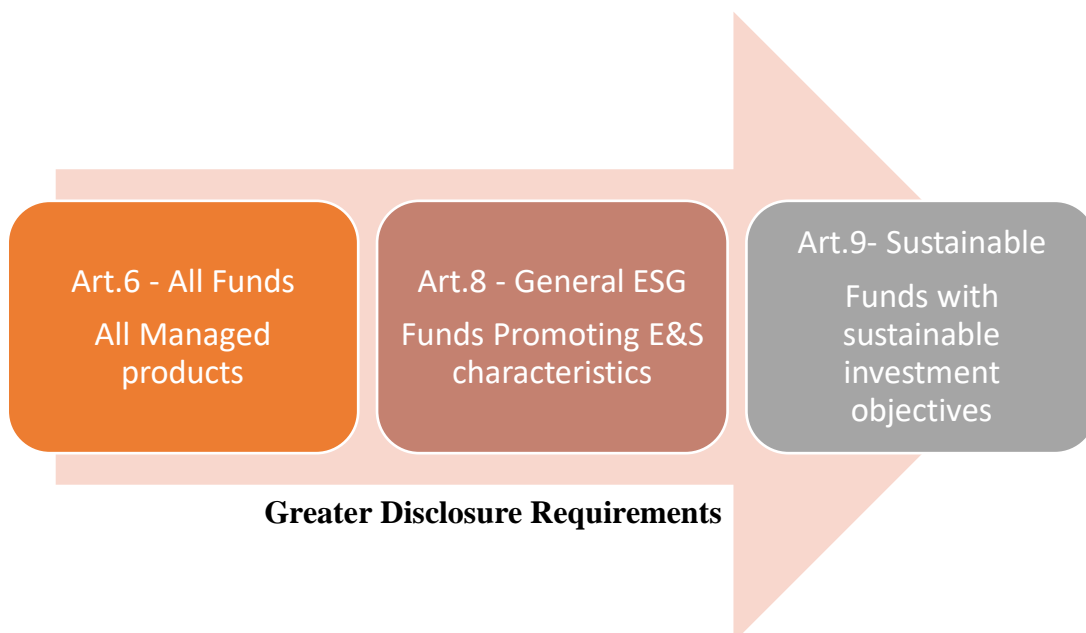 Art.6 - All Funds
All Managed
products
Art.8 - General ESG
Funds Promoting E&S
characteristics
Art.9- Sustainable
Funds with
sustainable
investment
objectives
Greater Disclosure Requirements